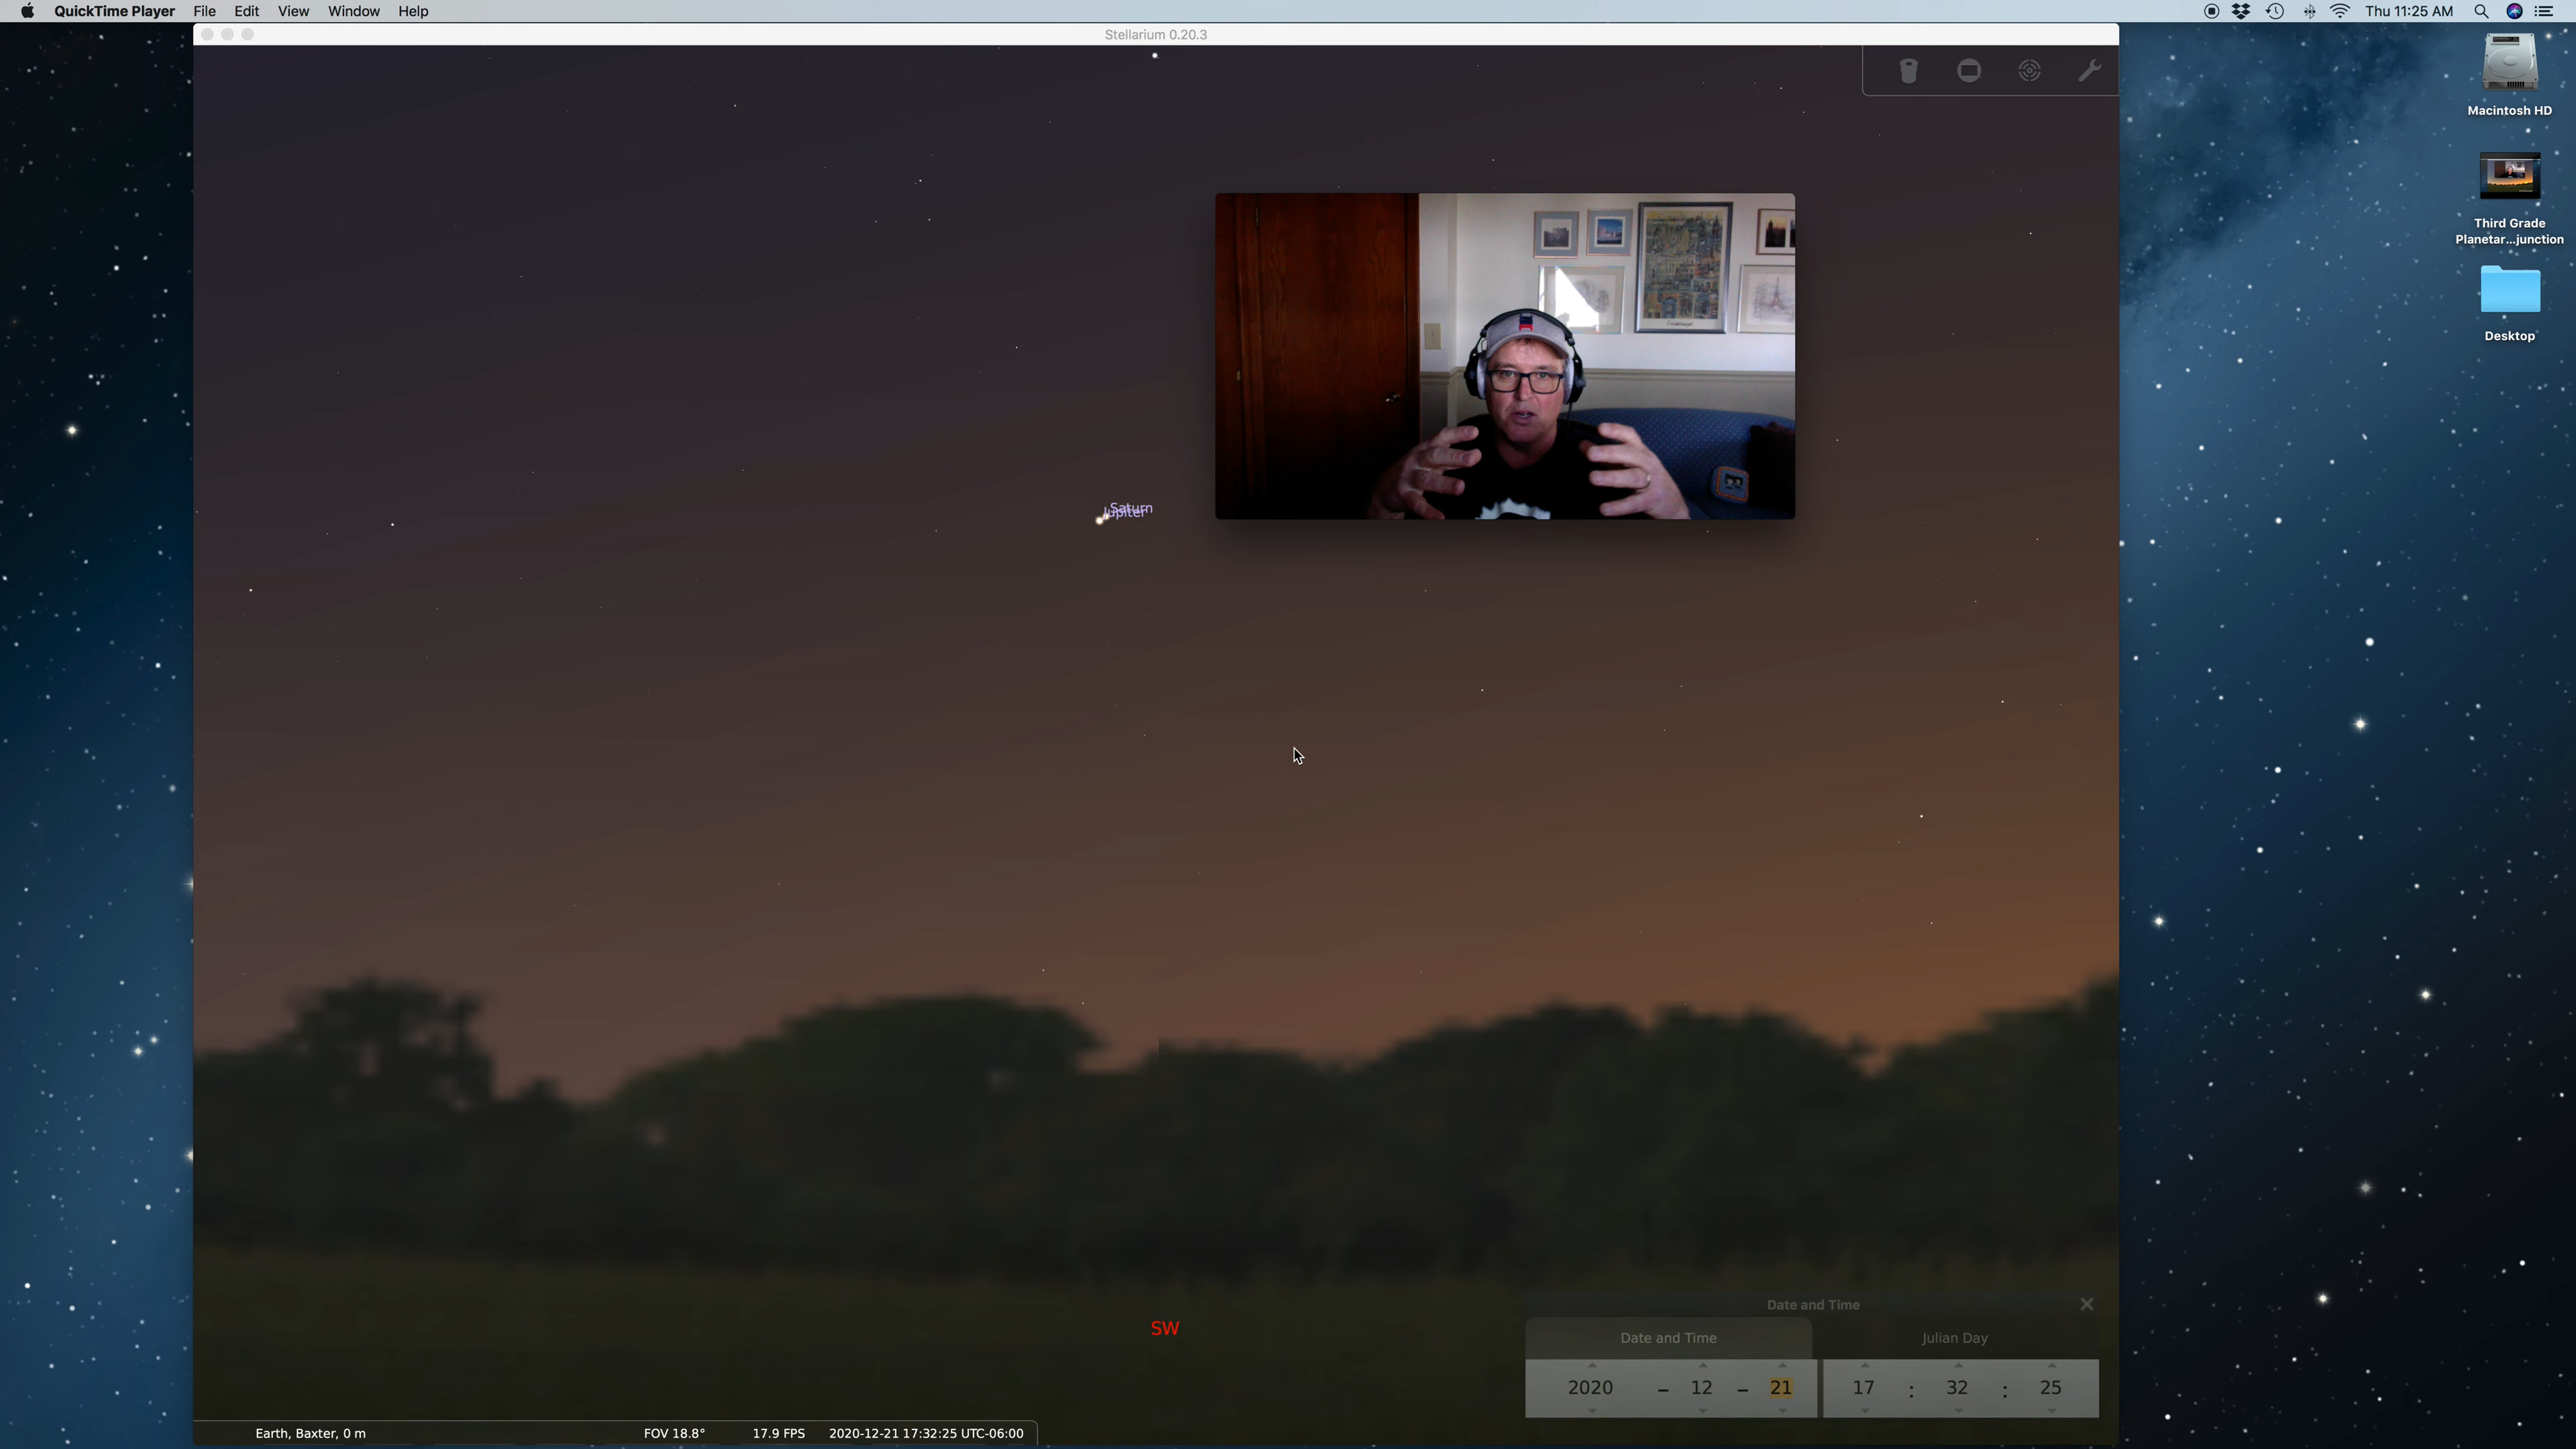 QuickTime Player File Edit View Window Help Thu 11:25 AM
Stellarium 0.20.3
Macintosh HD
Third Grade
Planetar...junction
Desktop
Saturn
Jupiter
SW
Date and Time
Date and Time Julian Day
2020 - 12 - 21 17 : 32 : 25
Earth, Baxter, 0 m FOV 18.8° 17.9 FPS 2020-12-21 17:32:25 UTC-06:00